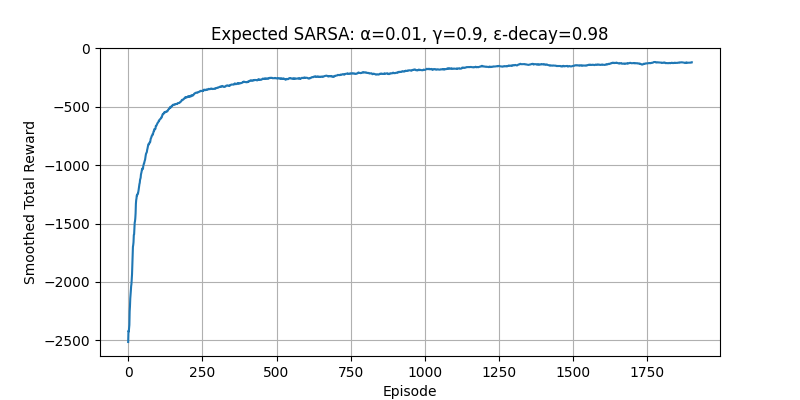 Expected SARSA: α=0.01, γ=0.9, ε-decay=0.98
Smoothed Total Reward
0
−500
−1000
−1500
−2000
−2500
0 250 500 750 1000 1250 1500 1750
Episode